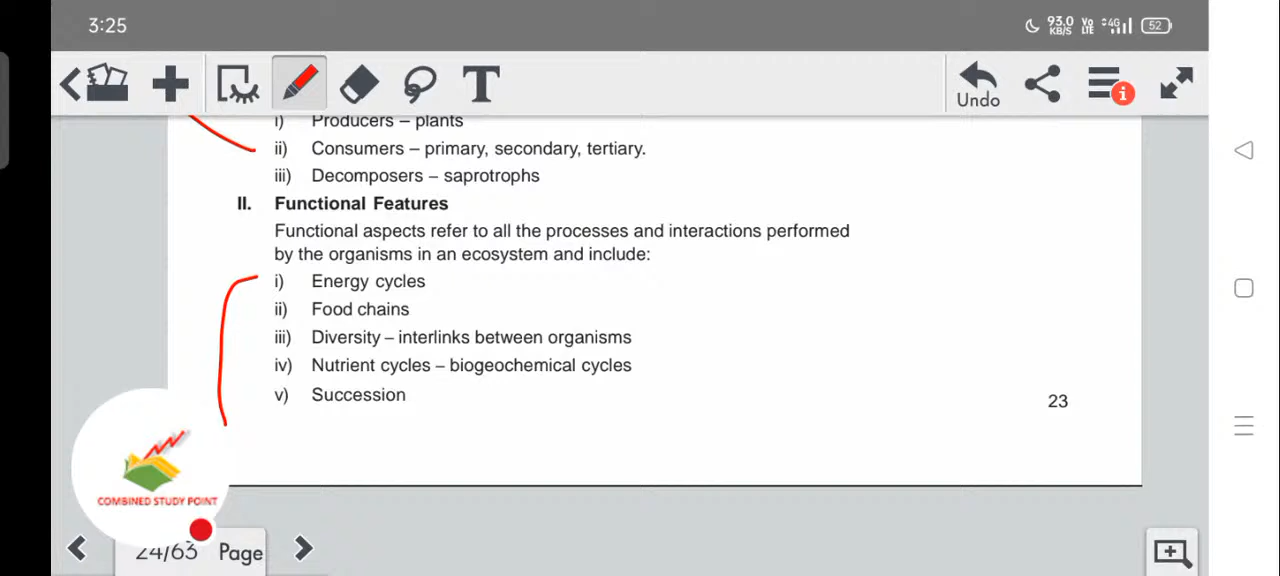 3:25
93.0 KB/S Vo LTE 4G 52
Undo
i) Producers – plants
ii) Consumers – primary, secondary, tertiary.
iii) Decomposers – saprotrophs
II. Functional Features
Functional aspects refer to all the processes and interactions performed
by the organisms in an ecosystem and include:
i) Energy cycles
ii) Food chains
iii) Diversity – interlinks between organisms
iv) Nutrient cycles – biogeochemical cycles
v) Succession
23
COMBINED STUDY POINT
24/63 Page